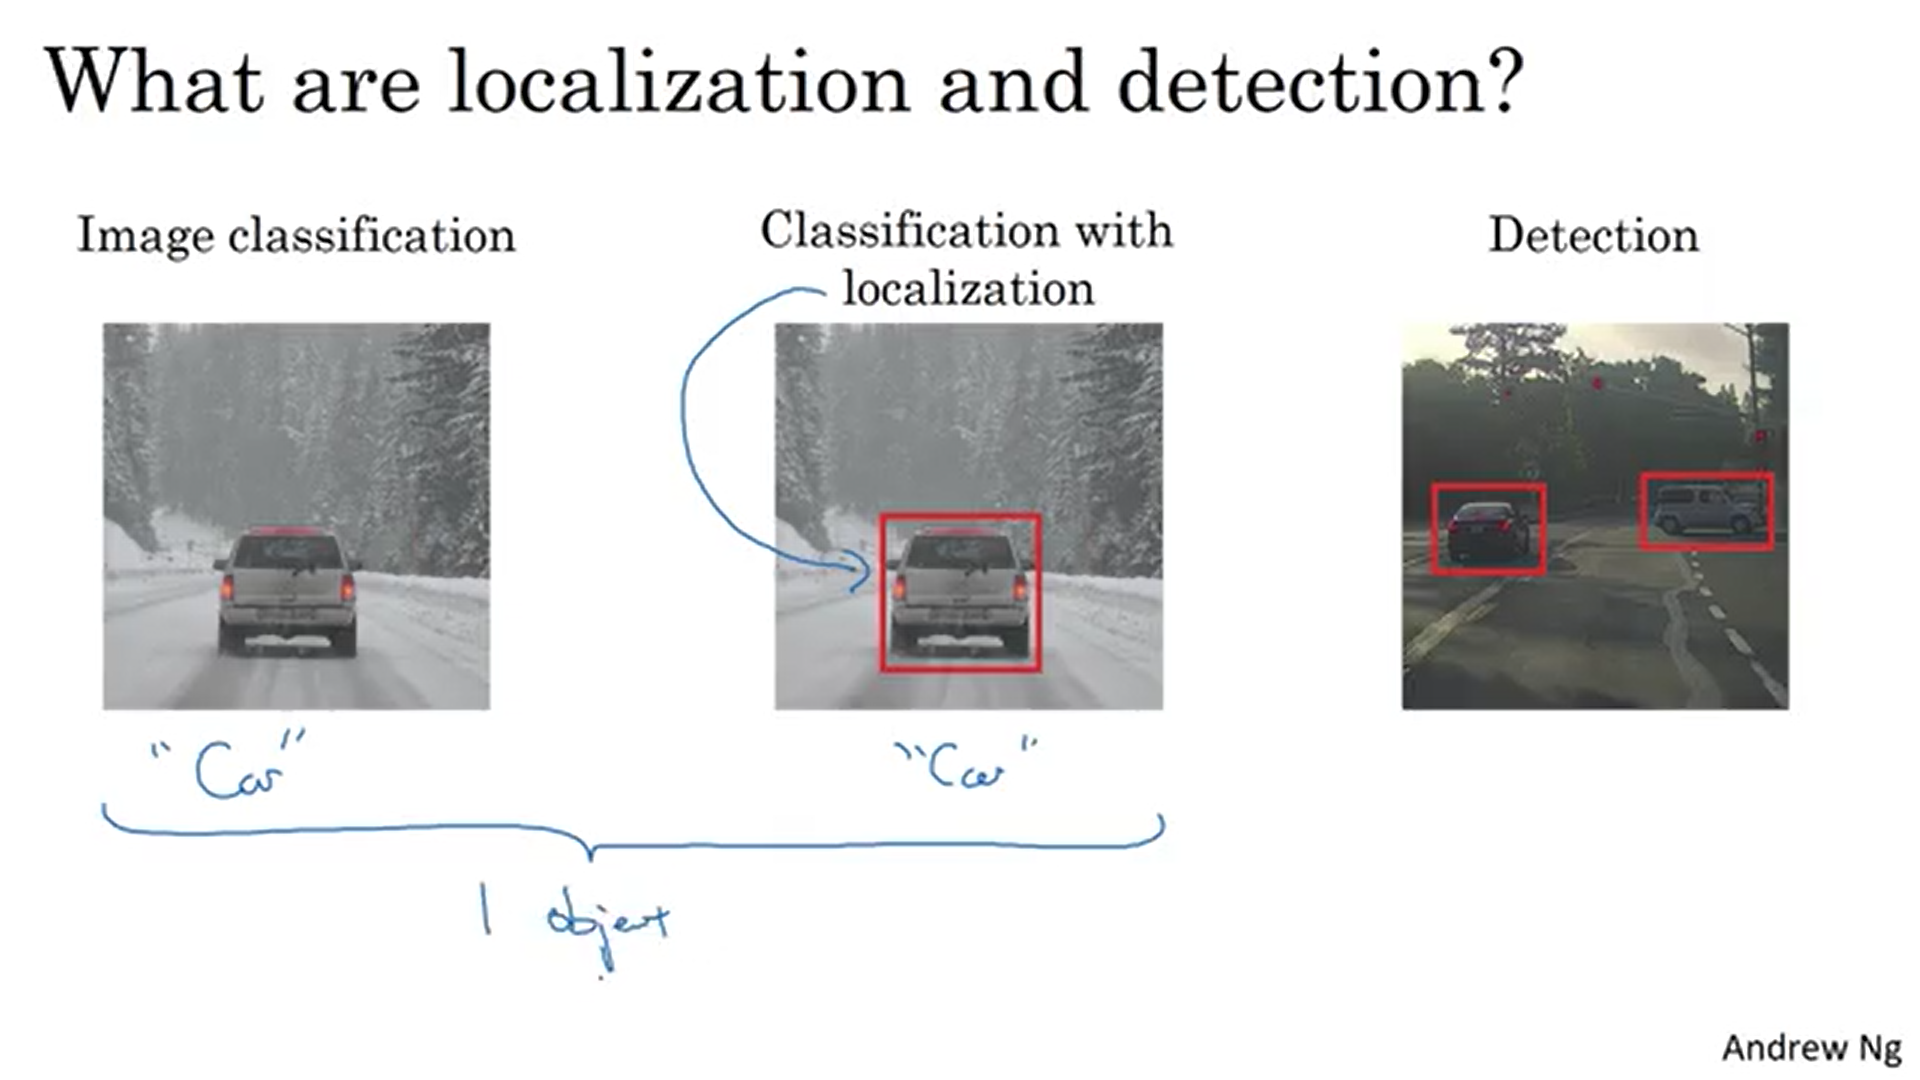 What are localization and detection?
Image classification
Classification with
localization
Detection
"Car"
"Car"
1 object
Andrew Ng